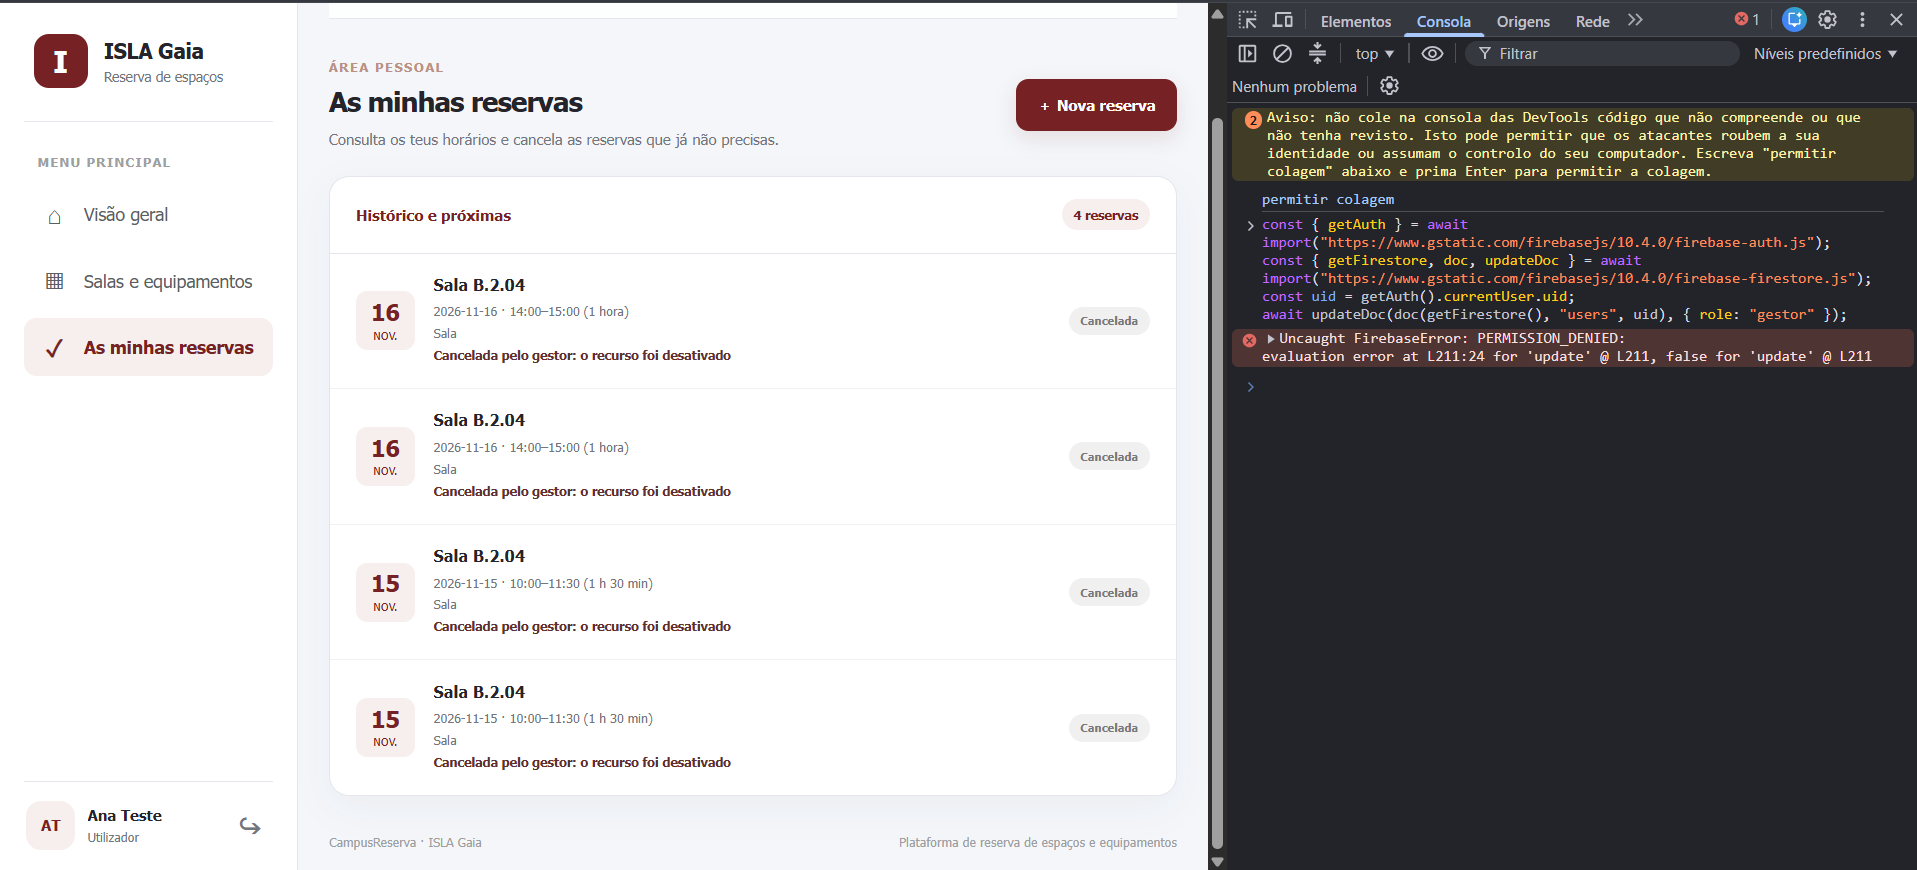 I
ISLA Gaia
Reserva de espaços
MENU PRINCIPAL
Visão geral
Salas e equipamentos
As minhas reservas
AT
Ana Teste
Utilizador
ÁREA PESSOAL
As minhas reservas
Consulta os teus horários e cancela as reservas que já não precisas.
+ Nova reserva
Histórico e próximas
4 reservas
16
NOV.
Sala B.2.04
2026-11-16 · 14:00–15:00 (1 hora)
Sala
Cancelada pelo gestor: o recurso foi desativado
Cancelada
16
NOV.
Sala B.2.04
2026-11-16 · 14:00–15:00 (1 hora)
Sala
Cancelada pelo gestor: o recurso foi desativado
Cancelada
15
NOV.
Sala B.2.04
2026-11-15 · 10:00–11:30 (1 h 30 min)
Sala
Cancelada pelo gestor: o recurso foi desativado
Cancelada
15
NOV.
Sala B.2.04
2026-11-15 · 10:00–11:30 (1 h 30 min)
Sala
Cancelada pelo gestor: o recurso foi desativado
Cancelada
CampusReserva · ISLA Gaia
Plataforma de reserva de espaços e equipamentos
Elementos Consola Origens Rede 1
top Filtrar Níveis predefinidos
Nenhum problema
2 Aviso: não cole na consola das DevTools código que não compreende ou que
não tenha revisto. Isto pode permitir que os atacantes roubem a sua
identidade ou assumam o controlo do seu computador. Escreva "permitir
colagem" abaixo e prima Enter para permitir a colagem.
permitir colagem
const { getAuth } = await
import("https://www.gstatic.com/firebasejs/10.4.0/firebase-auth.js");
const { getFirestore, doc, updateDoc } = await
import("https://www.gstatic.com/firebasejs/10.4.0/firebase-firestore.js");
const uid = getAuth().currentUser.uid;
await updateDoc(doc(getFirestore(), "users", uid), { role: "gestor" });
Uncaught FirebaseError: PERMISSION_DENIED:
evaluation error at L211:24 for 'update' @ L211, false for 'update' @ L211